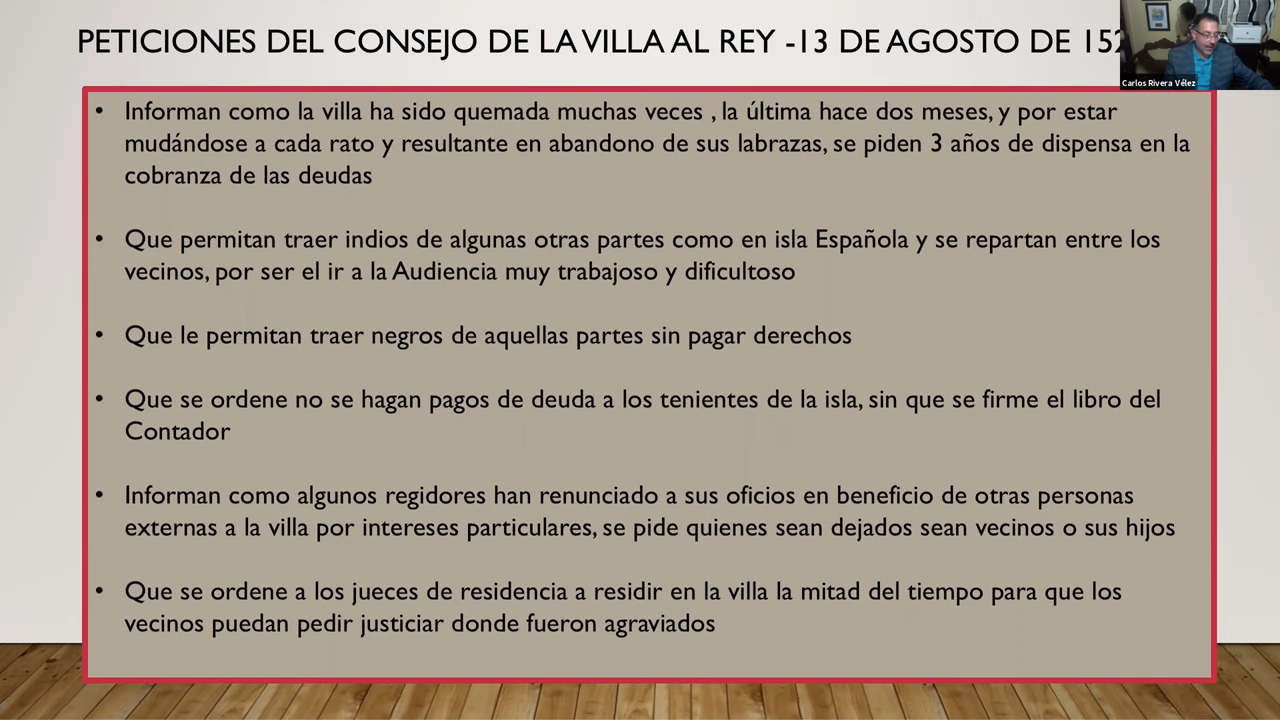 PETICIONES DEL CONSEJO DE LA VILLA AL REY -13 DE AGOSTO DE
Carlos Rivera Vélez
• Informan como la villa ha sido quemada muchas veces , la última hace dos meses, y por estar
mudándose a cada rato y resultante en abandono de sus labrazas, se piden 3 años de dispensa en la
cobranza de las deudas
• Que permitan traer indios de algunas otras partes como en isla Española y se repartan entre los
vecinos, por ser el ir a la Audiencia muy trabajoso y dificultoso
• Que le permitan traer negros de aquellas partes sin pagar derechos
• Que se ordene no se hagan pagos de deuda a los tenientes de la isla, sin que se firme el libro del
Contador
• Informan como algunos regidores han renunciado a sus oficios en beneficio de otras personas
externas a la villa por intereses particulares, se pide quienes sean dejados sean vecinos o sus hijos
• Que se ordene a los jueces de residencia a residir en la villa la mitad del tiempo para que los
vecinos puedan pedir justiciar donde fueron agraviados